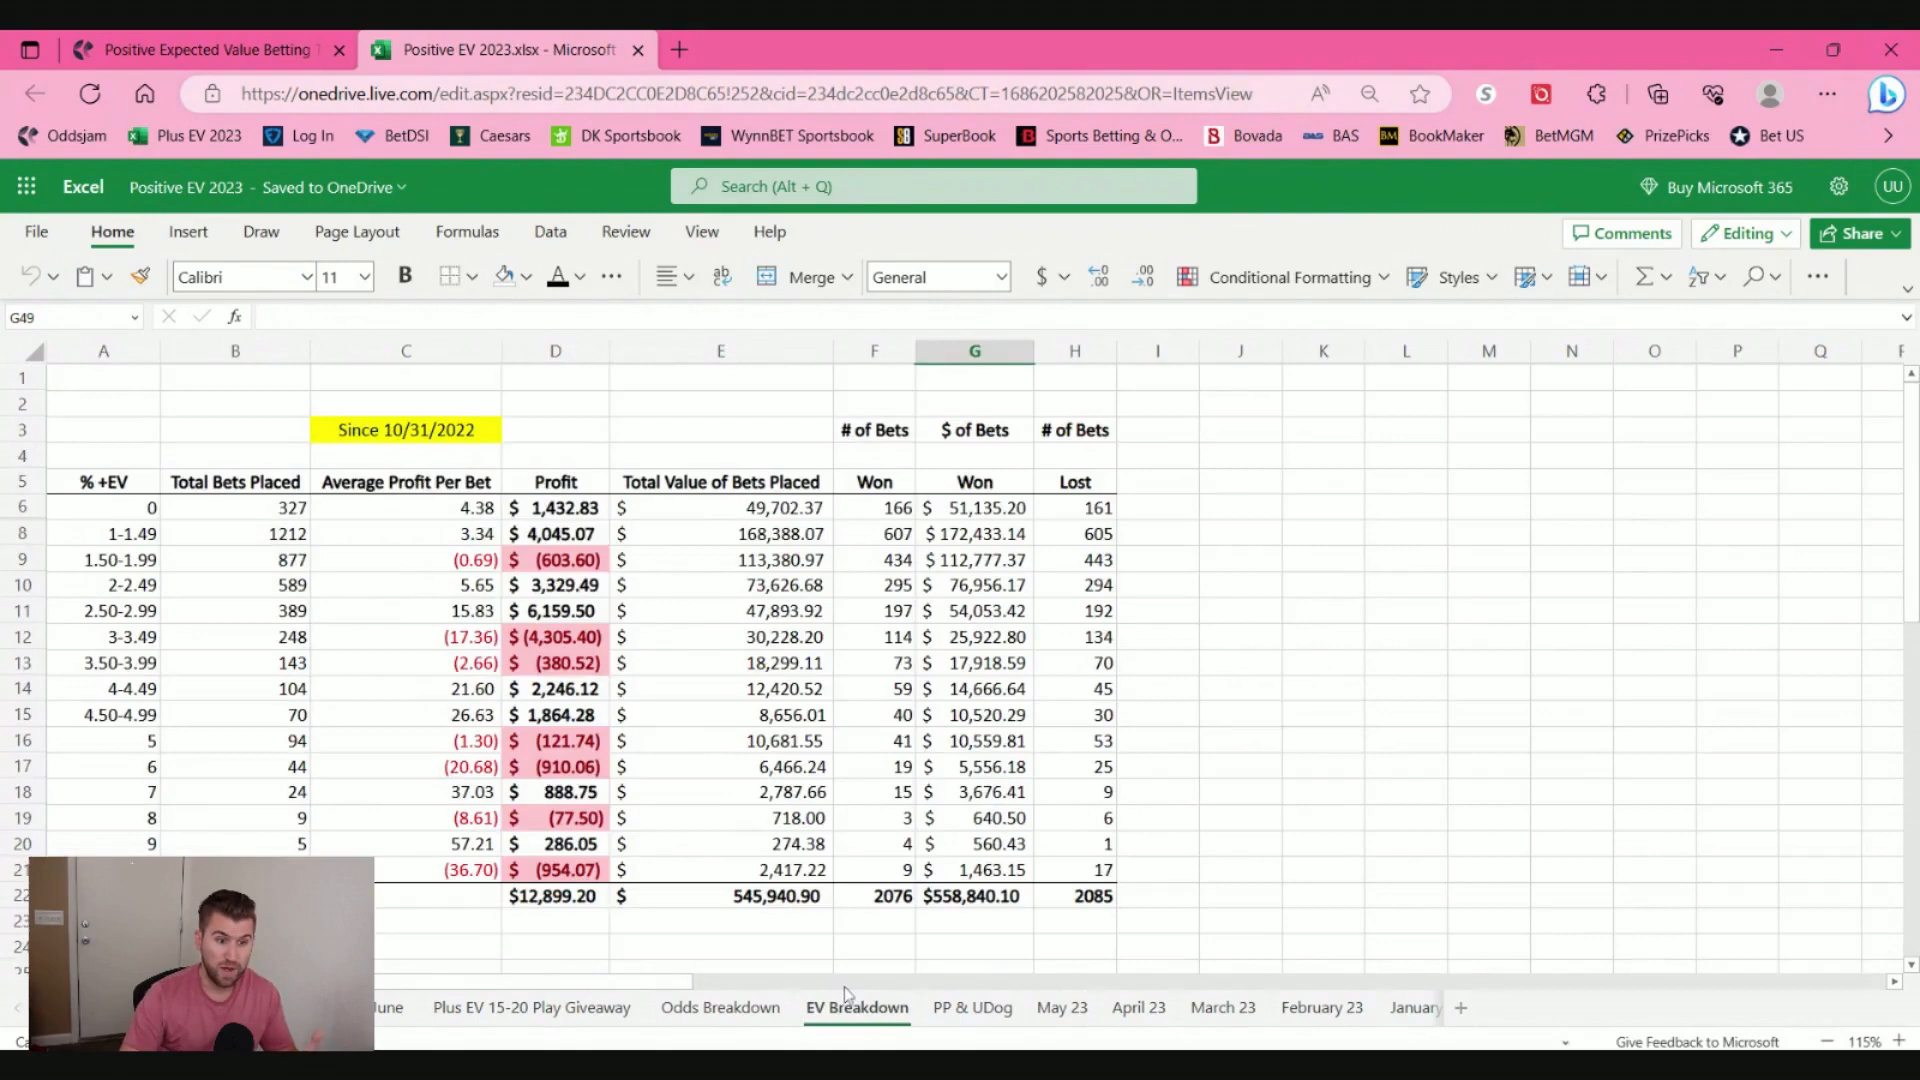 Positive Expected Value Betting T
Positive EV 2023.xlsx - Microsoft
https://onedrive.live.com/edit.aspx?resid=234DC2CC0E2D8C65!252&cid=234dc2cc0e2d8c65&CT=1686202582025&OR=ItemsView
Oddsjam Plus EV 2023 Log In BetDSI Caesars DK Sportsbook WynnBET Sportsbook SuperBook Sports Betting & O... Bovada BAS BookMaker BetMGM PrizePicks Bet US
Excel Positive EV 2023 - Saved to OneDrive Search (Alt + Q) Buy Microsoft 365 UU
File Home Insert Draw Page Layout Formulas Data Review View Help Comments Editing Share
Calibri 11 B A ab Merge General $ .00 .00 Conditional Formatting Styles
G49 fx
A B C D E F G H I J K L M N O P Q
1
2
3 Since 10/31/2022 # of Bets $ of Bets # of Bets
4
5 % +EV Total Bets Placed Average Profit Per Bet Profit Total Value of Bets Placed Won Won Lost
6 0 327 4.38 $ 1,432.83 $ 49,702.37 166 $ 51,135.20 161
8 1-1.49 1212 3.34 $ 4,045.07 $ 168,388.07 607 $ 172,433.14 605
9 1.50-1.99 877 (0.69) $ (603.60) $ 113,380.97 434 $ 112,777.37 443
10 2-2.49 589 5.65 $ 3,329.49 $ 73,626.68 295 $ 76,956.17 294
11 2.50-2.99 389 15.83 $ 6,159.50 $ 47,893.92 197 $ 54,053.42 192
12 3-3.49 248 (17.36) $ (4,305.40) $ 30,228.20 114 $ 25,922.80 134
13 3.50-3.99 143 (2.66) $ (380.52) $ 18,299.11 73 $ 17,918.59 70
14 4-4.49 104 21.60 $ 2,246.12 $ 12,420.52 59 $ 14,666.64 45
15 4.50-4.99 70 26.63 $ 1,864.28 $ 8,656.01 40 $ 10,520.29 30
16 5 94 (1.30) $ (121.74) $ 10,681.55 41 $ 10,559.81 53
17 6 44 (20.68) $ (910.06) $ 6,466.24 19 $ 5,556.18 25
18 7 24 37.03 $ 888.75 $ 2,787.66 15 $ 3,676.41 9
19 8 9 (8.61) $ (77.50) $ 718.00 3 $ 640.50 6
20 9 5 57.21 $ 286.05 $ 274.38 4 $ 560.43 1
(36.70) $ (954.07) $ 2,417.22 9 $ 1,463.15 17
$12,899.20 $ 545,940.90 2076 $558,840.10 2085
June Plus EV 15-20 Play Giveaway Odds Breakdown EV Breakdown PP & UDog May 23 April 23 March 23 February 23 January
Give Feedback to Microsoft 115%